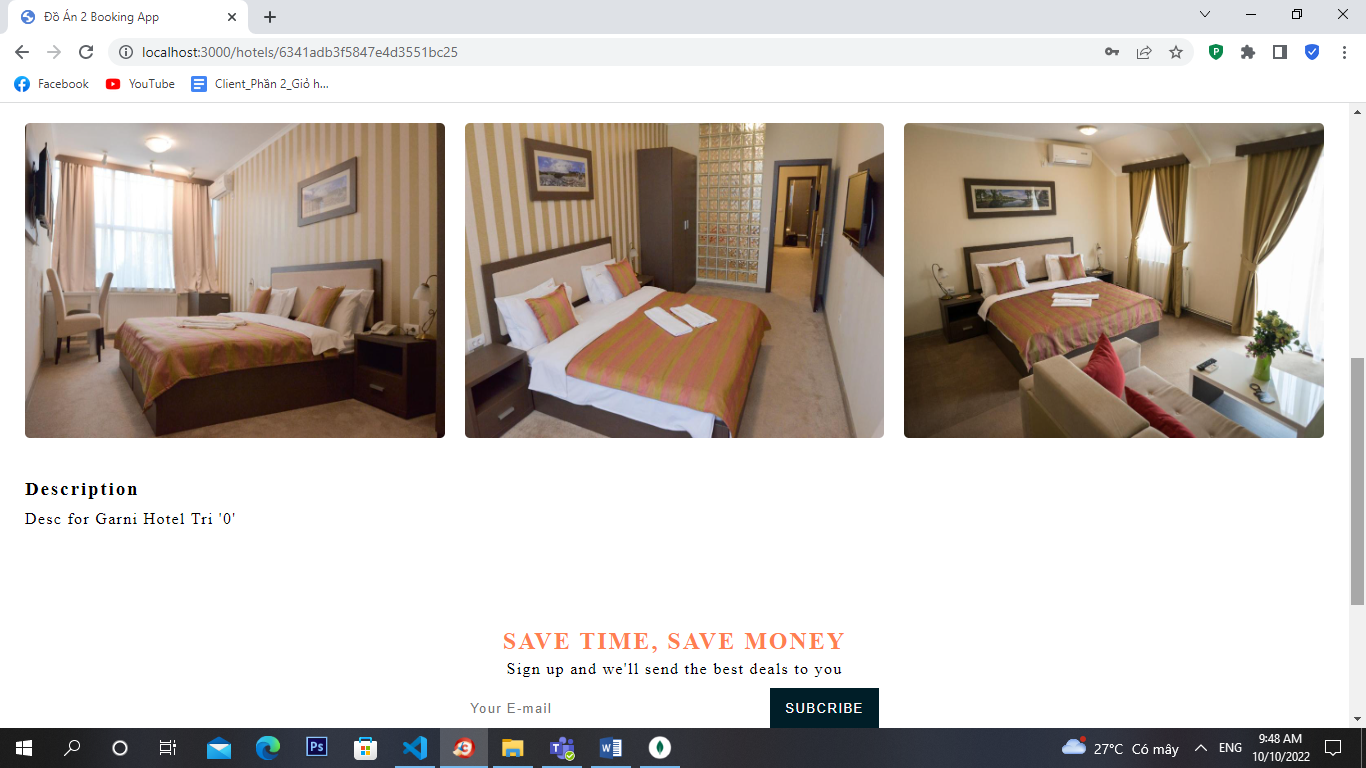 Đồ Án 2 Booking App
localhost:3000/hotels/6341adb3f5847e4d3551bc25
Facebook YouTube Client_Phần 2_Giỏ h...
Description
Desc for Garni Hotel Tri '0'
SAVE TIME, SAVE MONEY
Sign up and we'll send the best deals to you
Your E-mail SUBCRIBE
Ps
27°C Có mây ENG 9:48 AM
10/10/2022